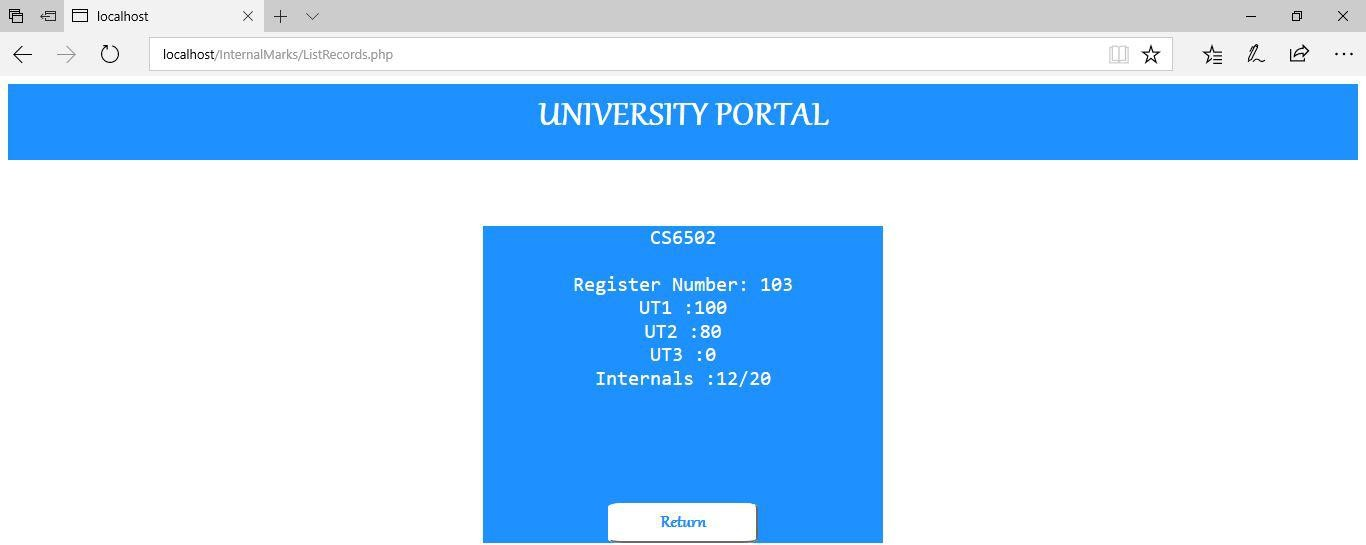 localhost
localhost/InternalMarks/ListRecords.php
UNIVERSITY PORTAL
CS6502
Register Number: 103
UT1 :100
UT2 :80
UT3 :0
Internals :12/20
Return